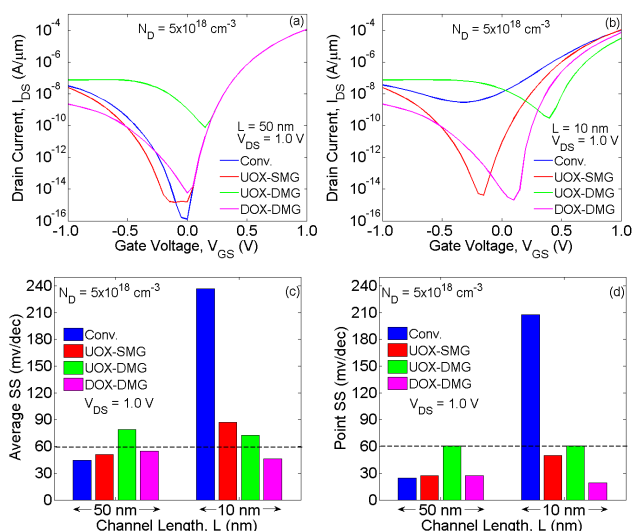 (a)
N_D = 5x10^18 cm^-3
Drain Current, I_DS (A/μm)
10^-4
10^-6
10^-8
10^-10
10^-12
10^-14
10^-16
L = 50 nm
V_DS = 1.0 V
Conv.
UOX-SMG
UOX-DMG
DOX-DMG
-1.0 -0.5 0.0 0.5 1.0
Gate Voltage, V_GS (V)
(b)
N_D = 5x10^18 cm^-3
Drain Current, I_DS (A/μm)
10^-4
10^-6
10^-8
10^-10
10^-12
10^-14
10^-16
L = 10 nm
V_DS = 1.0 V
Conv.
UOX-SMG
UOX-DMG
DOX-DMG
-1.0 -0.5 0.0 0.5 1.0
Gate Voltage, V_GS (V)
(c)
N_D = 5x10^18 cm^-3
Average SS (mv/dec)
240
210
180
150
120
90
60
30
0
Conv.
UOX-SMG
UOX-DMG
DOX-DMG
V_DS = 1.0 V
50 nm 10 nm
Channel Length, L (nm)
(d)
N_D = 5x10^18 cm^-3
Point SS (mv/dec)
240
210
180
150
120
90
60
30
0
Conv.
UOX-SMG
UOX-DMG
DOX-DMG
V_DS = 1.0 V
50 nm 10 nm
Channel Length, L (nm)